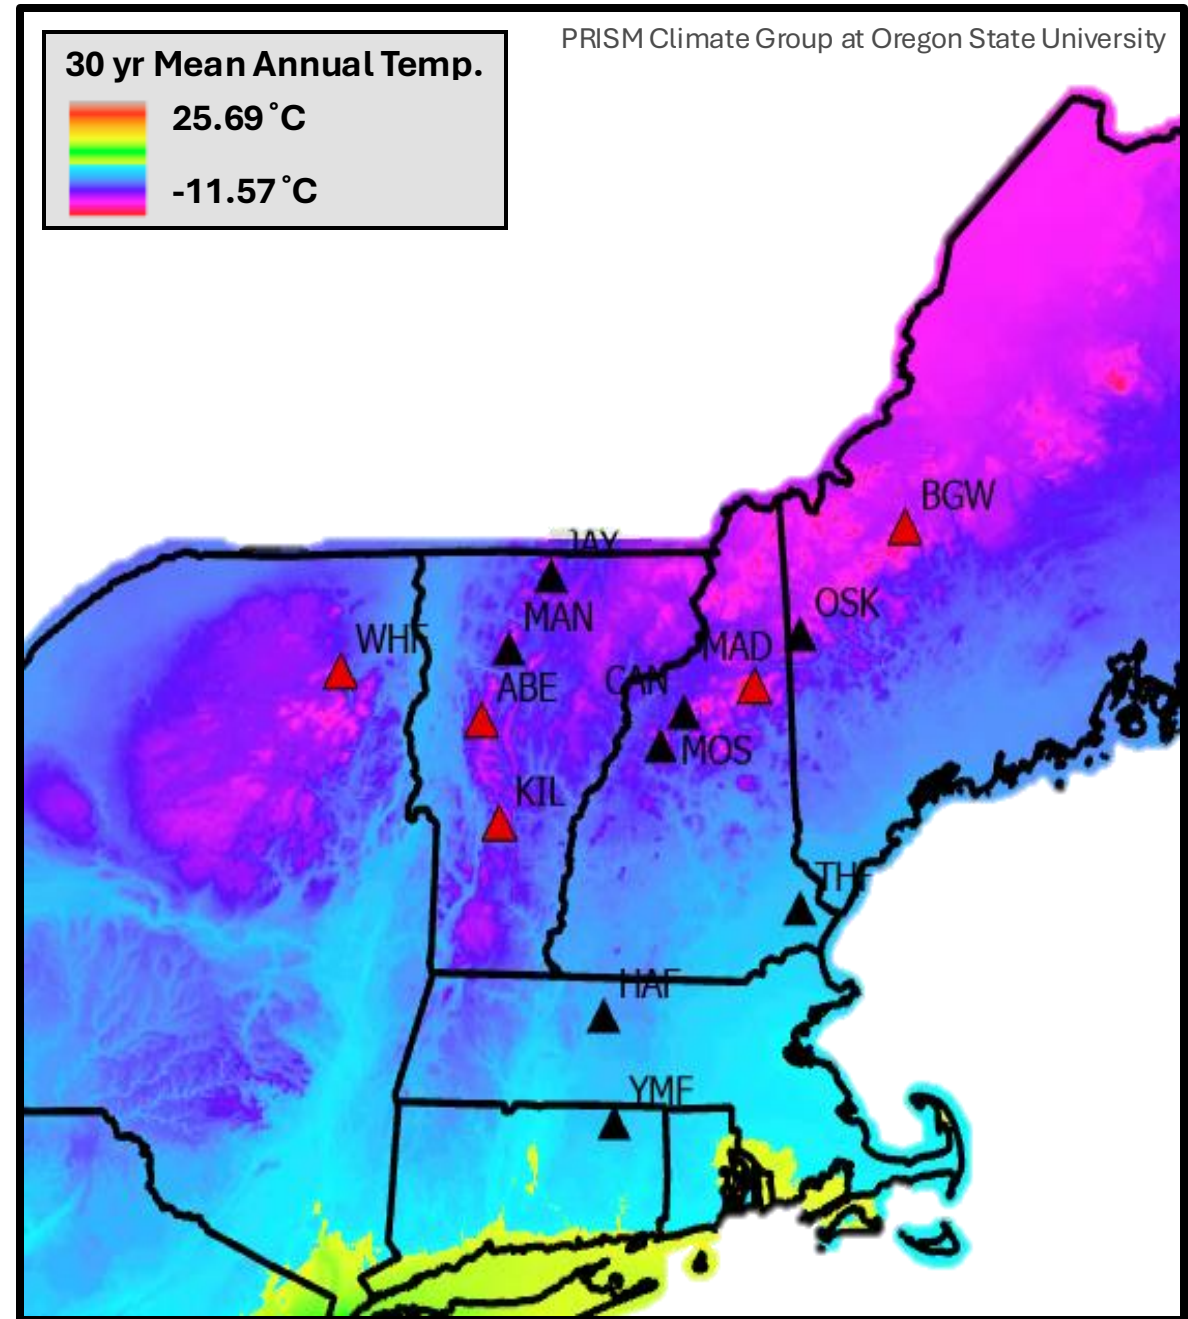 PRISM Climate Group at Oregon State University
30 yr Mean Annual Temp.
25.69 ˚C
-11.57 ˚C
BGW
JAY
OSK
MAN
WHF
MAD
CAN
ABE
MOS
KIL
THF
HAF
YMF